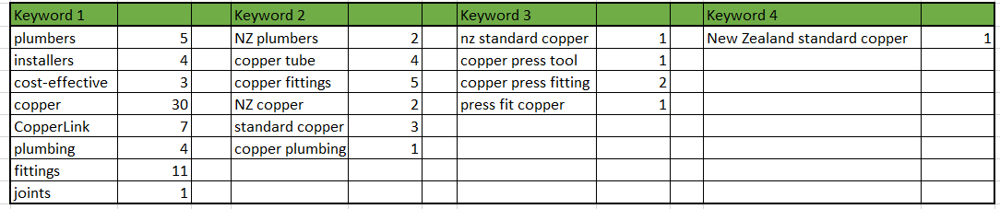 Keyword 1 Keyword 2 Keyword 3 Keyword 4
plumbers 5 NZ plumbers 2 nz standard copper 1 New Zealand standard copper 1
installers 4 copper tube 4 copper press tool 1
cost-effective 3 copper fittings 5 copper press fitting 2
copper 30 NZ copper 2 press fit copper 1
CopperLink 7 standard copper 3
plumbing 4 copper plumbing 1
fittings 11
joints 1